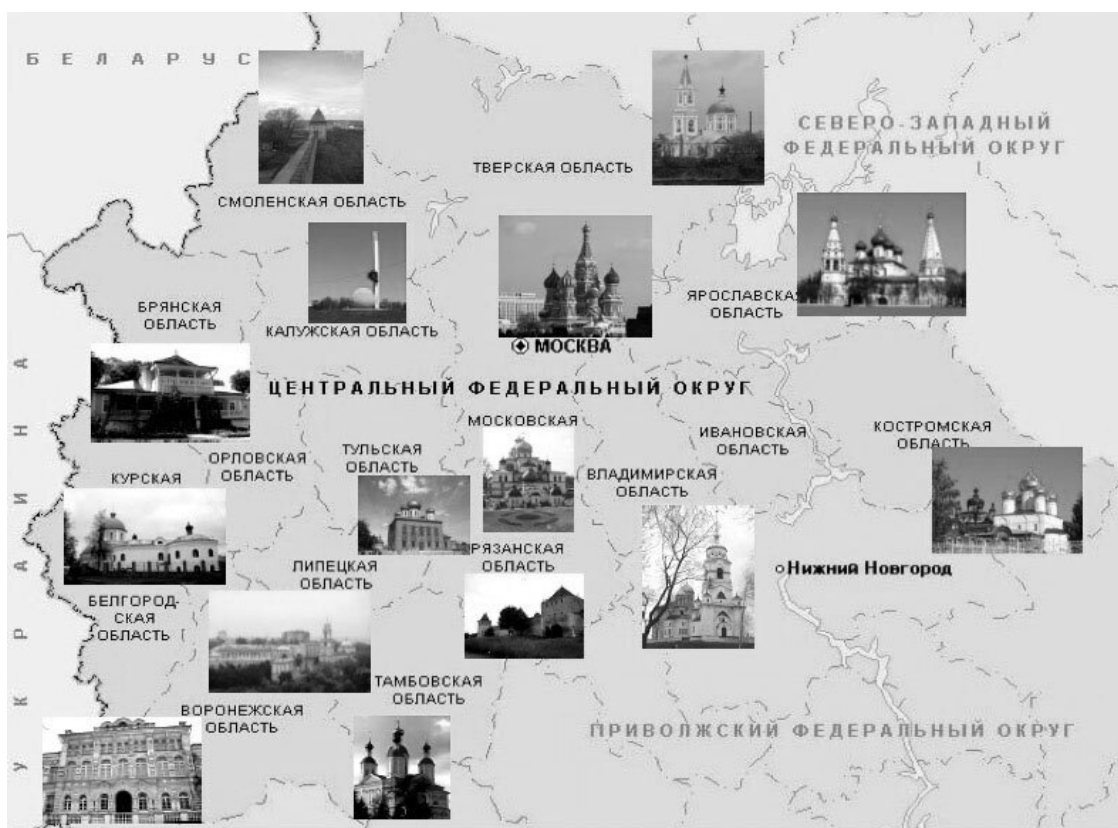 БЕЛАРУС
СЕВЕРО-ЗАПАДНЫЙ
ФЕДЕРАЛЬНЫЙ ОКРУГ
ТВЕРСКАЯ ОБЛАСТЬ
СМОЛЕНСКАЯ ОБЛАСТЬ
БРЯНСКАЯ
ОБЛАСТЬ
КАЛУЖСКАЯ ОБЛАСТЬ
МОСКВА
ЯРОСЛАВСКА
ОБЛАСТЬ
ЦЕНТРАЛЬНЫЙ ФЕДЕРАЛЬНЫЙ ОКРУГ
УКРАИНА
МОСКОВСКАЯ
ИВАНОВСКАЯ
ОБЛАСТЬ
КОСТРОМСКАЯ
ОБЛАСТЬ
ОРЛОВСКАЯ
ОБЛАСТЬ
ТУЛЬСКАЯ
ОБЛАСТЬ
ВЛАДИМИРСКАЯ
ОБЛАСТЬ
КУРСКАЯ
ЛИПЕЦКАЯ
ОБЛАСТЬ
РЯЗАНСКАЯ
ОБЛАСТЬ
Нижний Новгород
БЕЛГОРОД-
СКАЯ
ОБЛАСТЬ
ТАМБОВСКАЯ
ОБЛАСТЬ
ВОРОНЕЖСКАЯ
ОБЛАСТЬ
ПРИВОЛЖСКИЙ ФЕДЕРАЛЬНЫЙ ОКРУГ